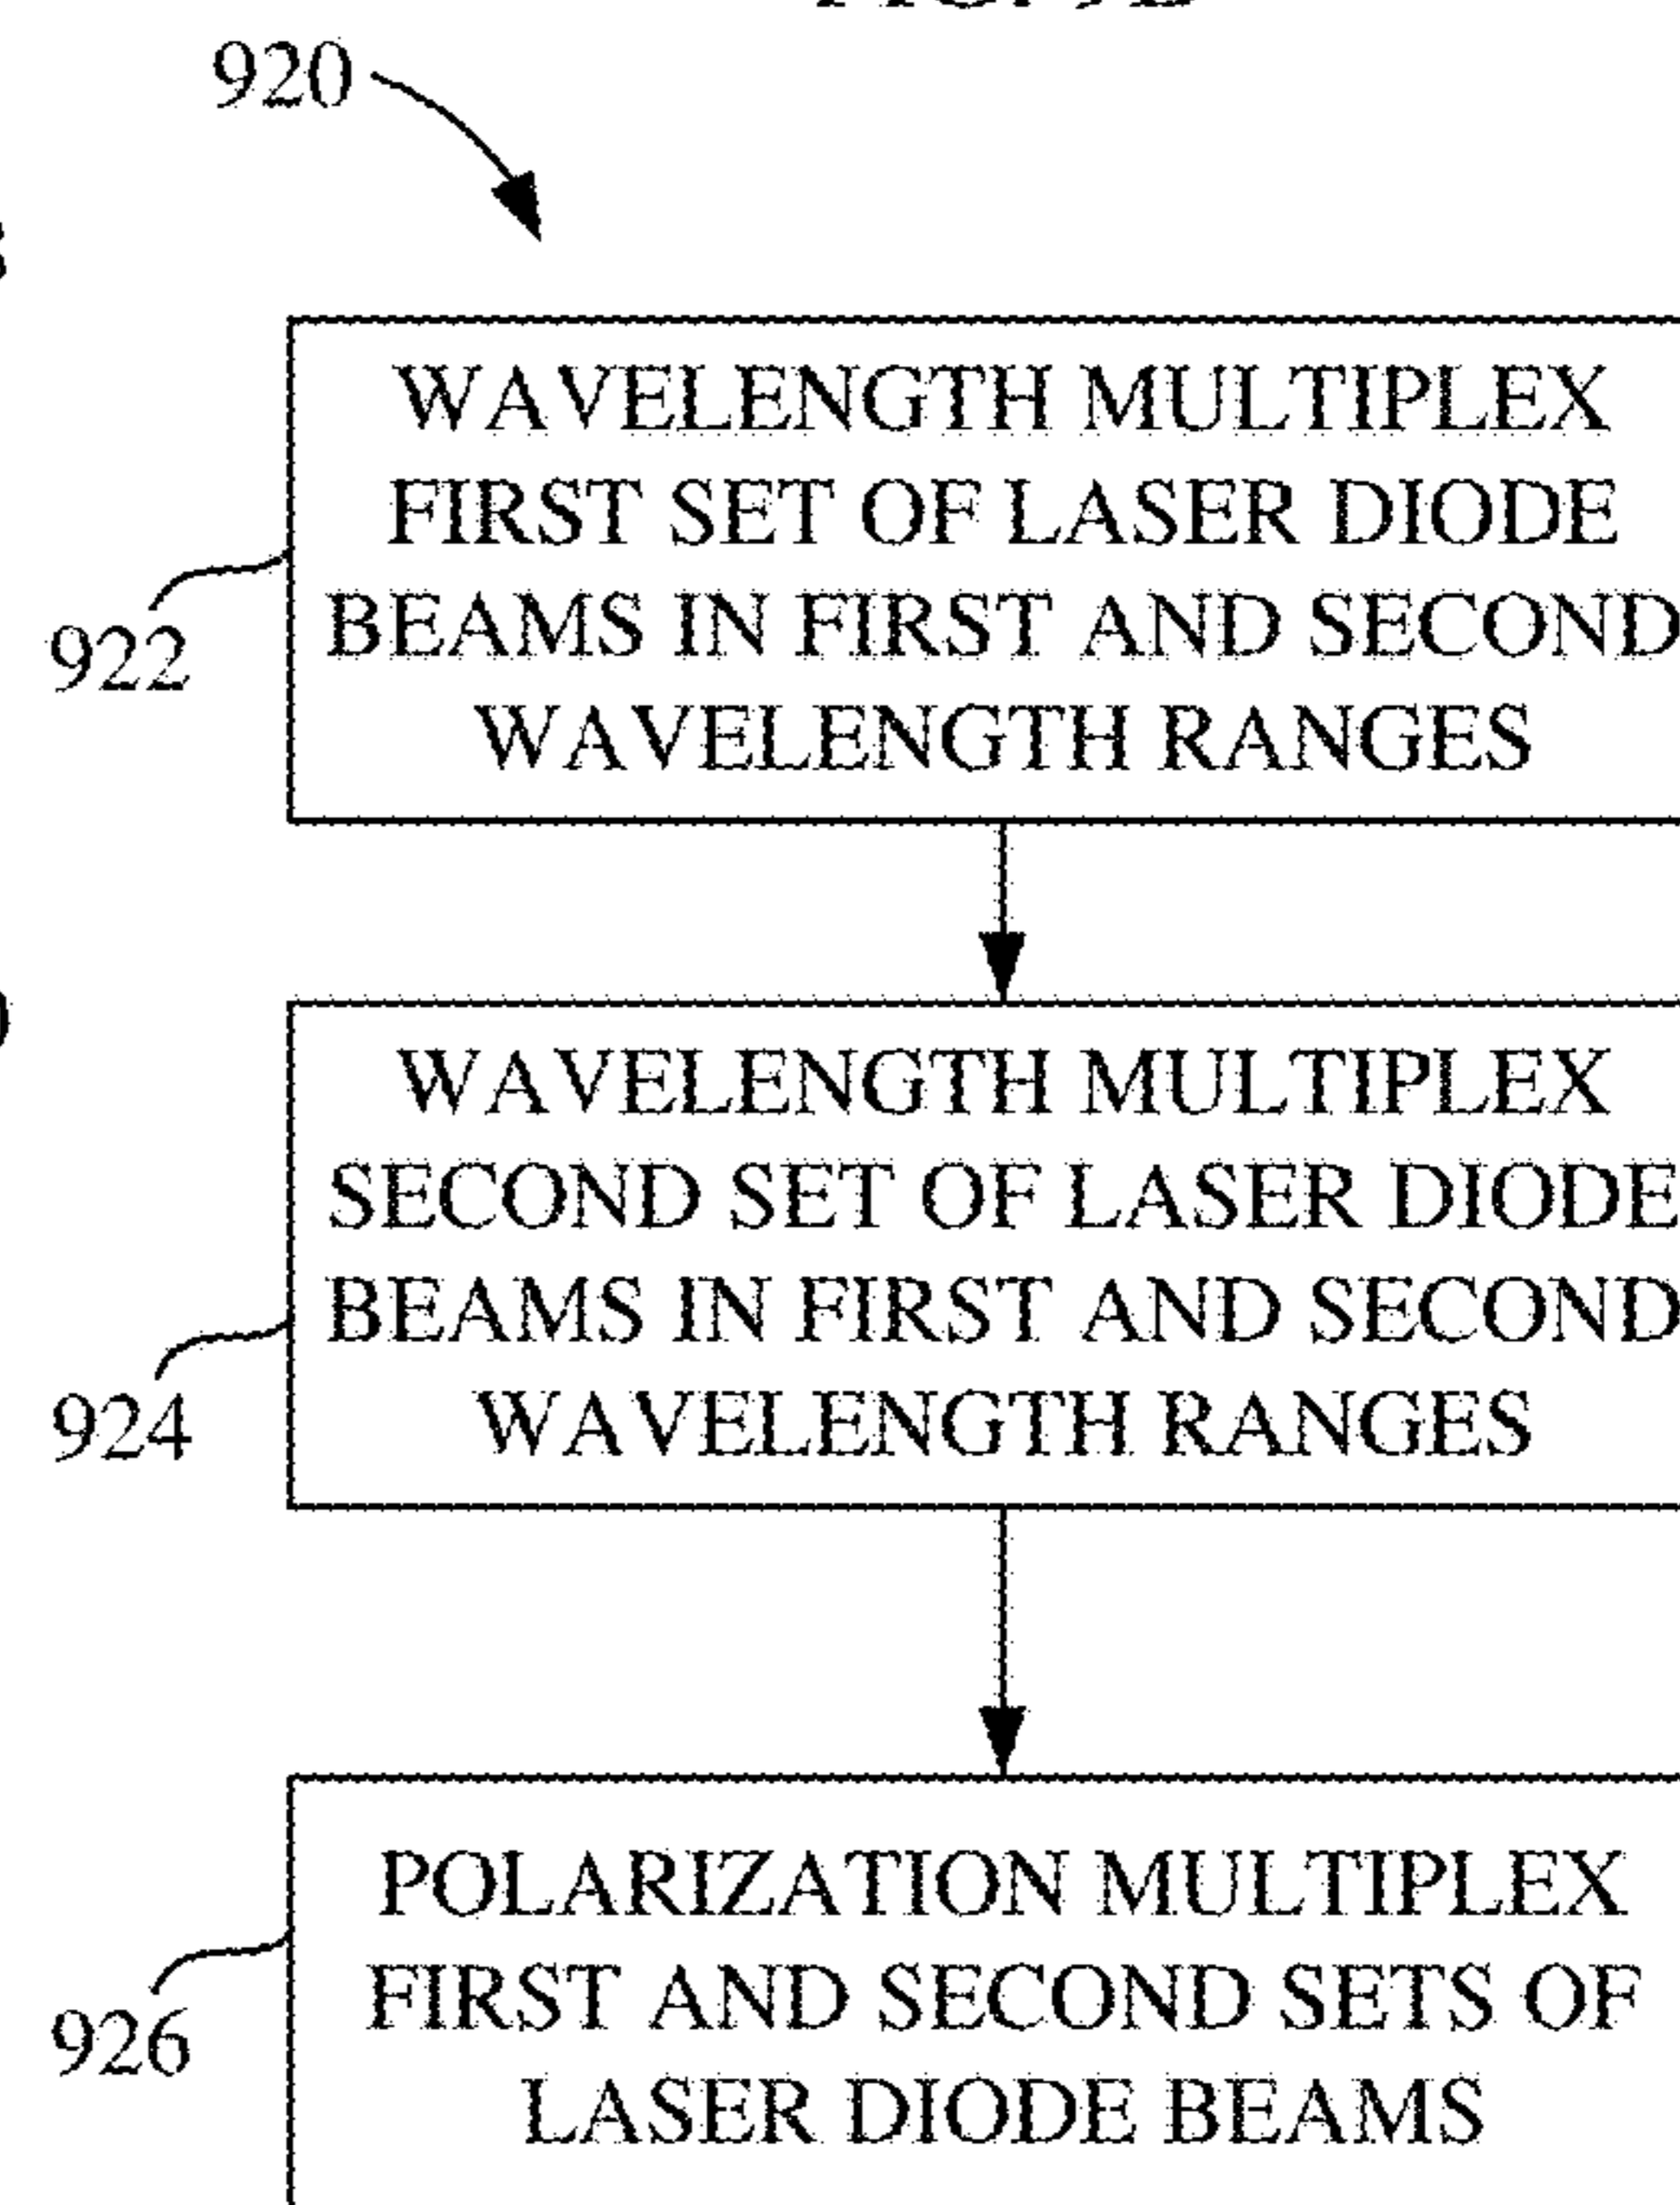 920
WAVELENGTH MULTIPLEX
FIRST SET OF LASER DIODE
BEAMS IN FIRST AND SECOND
WAVELENGTH RANGES
922
WAVELENGTH MULTIPLEX
SECOND SET OF LASER DIODE
BEAMS IN FIRST AND SECOND
WAVELENGTH RANGES
924
POLARIZATION MULTIPLEX
FIRST AND SECOND SETS OF
LASER DIODE BEAMS
926